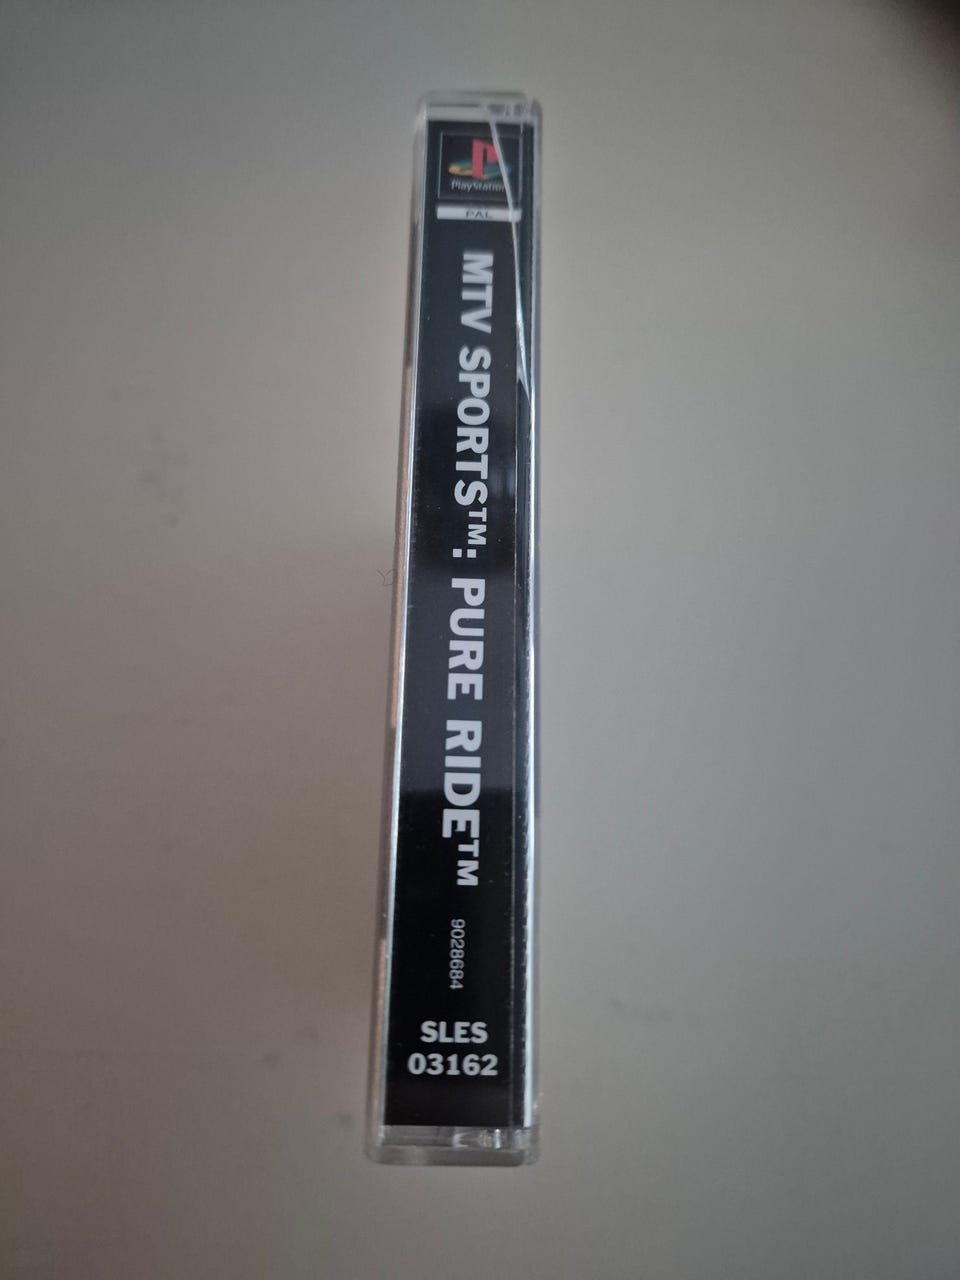 PlayStation
PAL
MTV SPORTS™: PURE RIDE™
9028684
SLES
03162